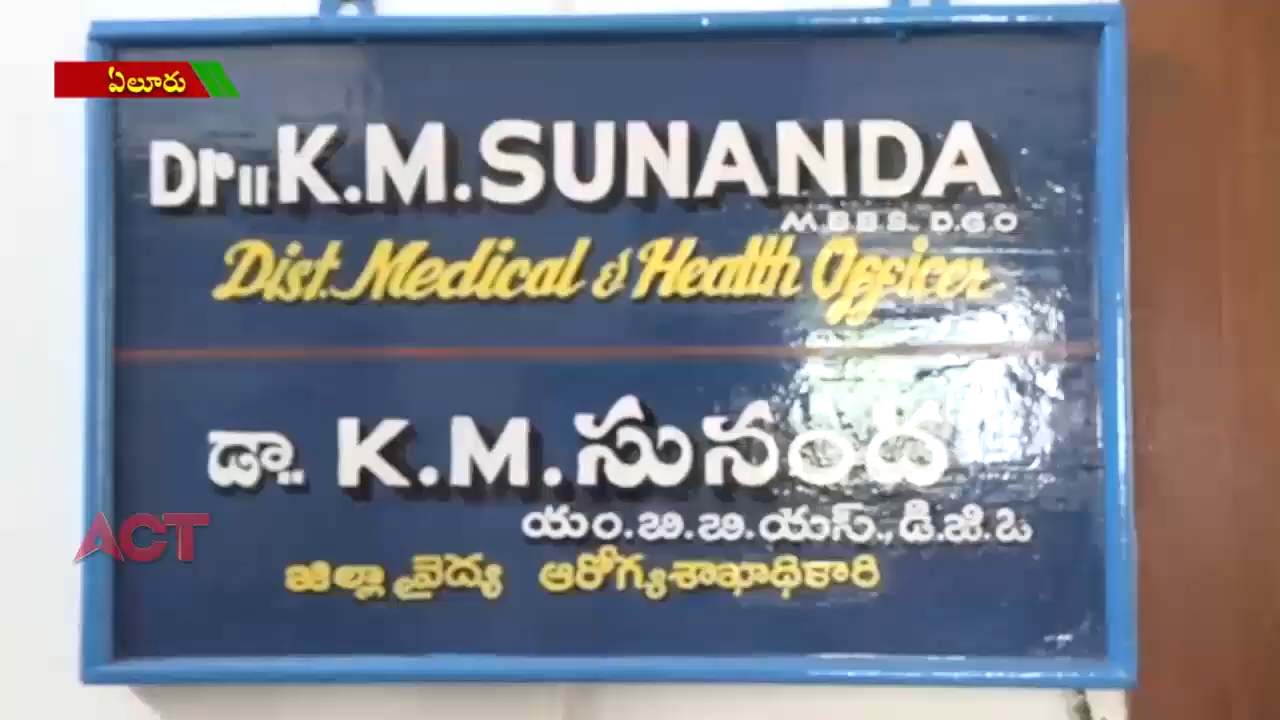 ఏలూరు
Dr" K.M.SUNANDA
M.B.B.S. D.G.O
Dist. Medical & Health Officer
డా.. K.M.సునంద
యం.బి.బి.యస్., డి.జి.ఓ
ACT
జిల్లా వైద్య ఆరోగ్యశాఖాధికారి